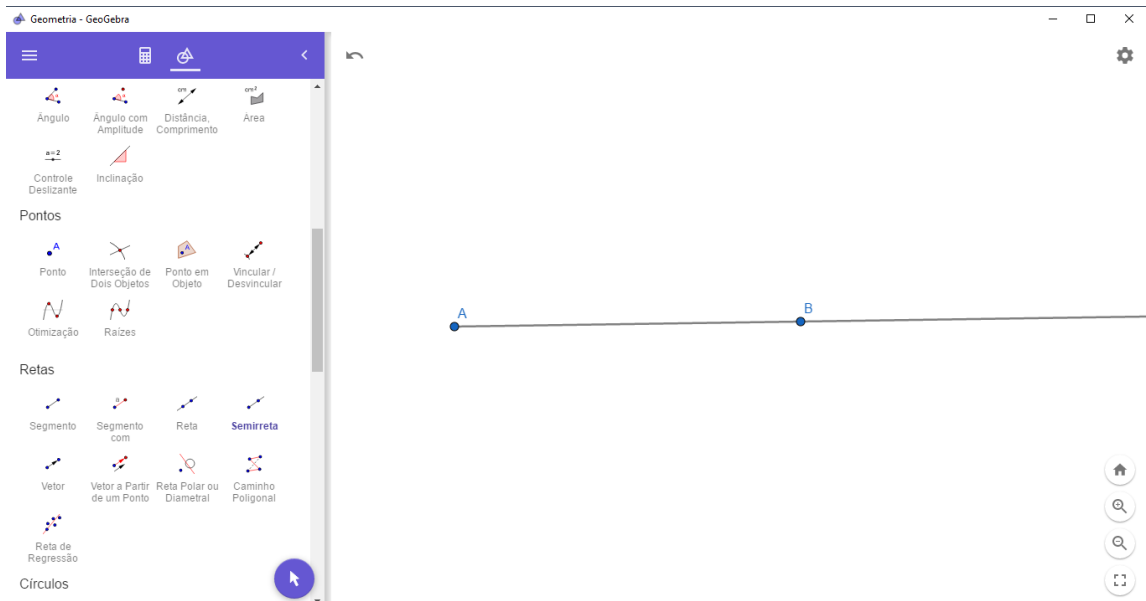 Geometria - GeoGebra
cm cm²
Ângulo Ângulo com Amplitude Distância, Comprimento Área
a=2
Controle Deslizante Inclinação
Pontos
A A
Ponto Interseção de Dois Objetos Ponto em Objeto Vincular / Desvincular
Otimização Raízes
Retas
Segmento Segmento com Reta Semirreta
Vetor Vetor a Partir de um Ponto Reta Polar ou Diametral Caminho Poligonal
Reta de Regressão
Círculos
A
B